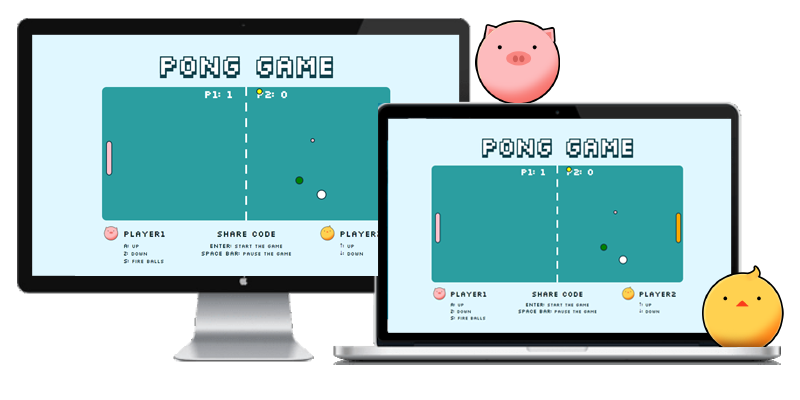 PONG GAME
P1: 1 P2: 0
PLAYER1
A: UP
Z: DOWN
S: FIRE BALLS
SHARE CODE
ENTER: START THE GAME
SPACE BAR: PAUSE THE GAME
PLAYER
PONG GAME
P1: 1 P2: 0
PLAYER1
A: UP
Z: DOWN
S: FIRE BALLS
SHARE CODE
ENTER: START THE GAME
SPACE BAR: PAUSE THE GAME
PLAYER2
UP
DOWN